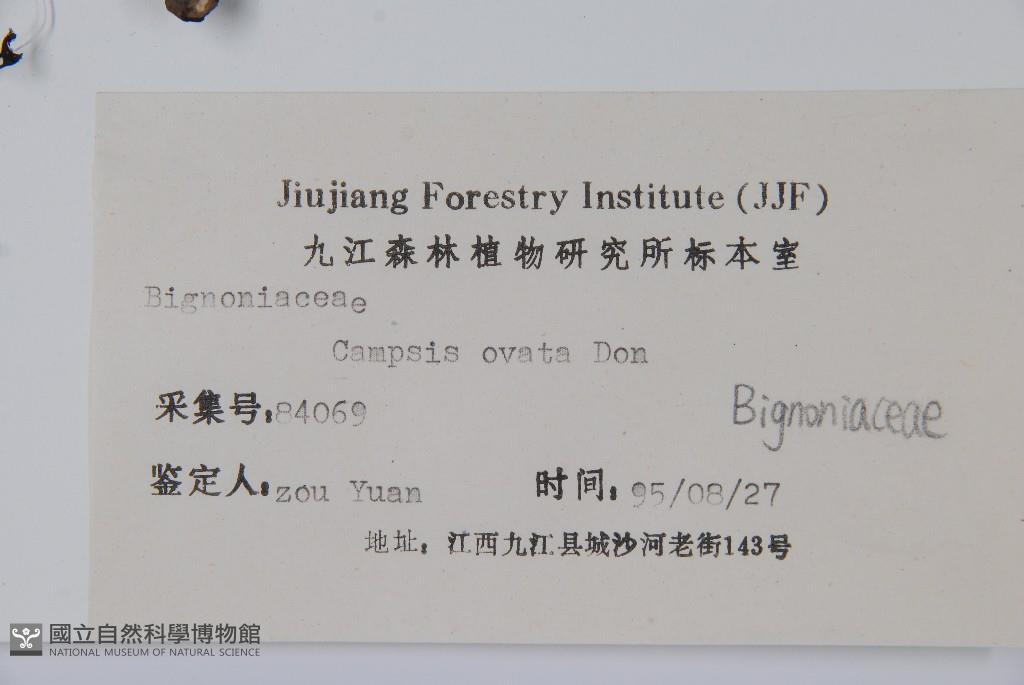 Jiujiang Forestry Institute (JJF)
九江森林植物研究所标本室
Bignoniaceae
Campsis ovata Don
采集号:84069
Bignoniaceae
鉴定人:zou Yuan 时间:95/08/27
地址:江西九江县城沙河老街143号
國立自然科學博物館
NATIONAL MUSEUM OF NATURAL SCIENCE